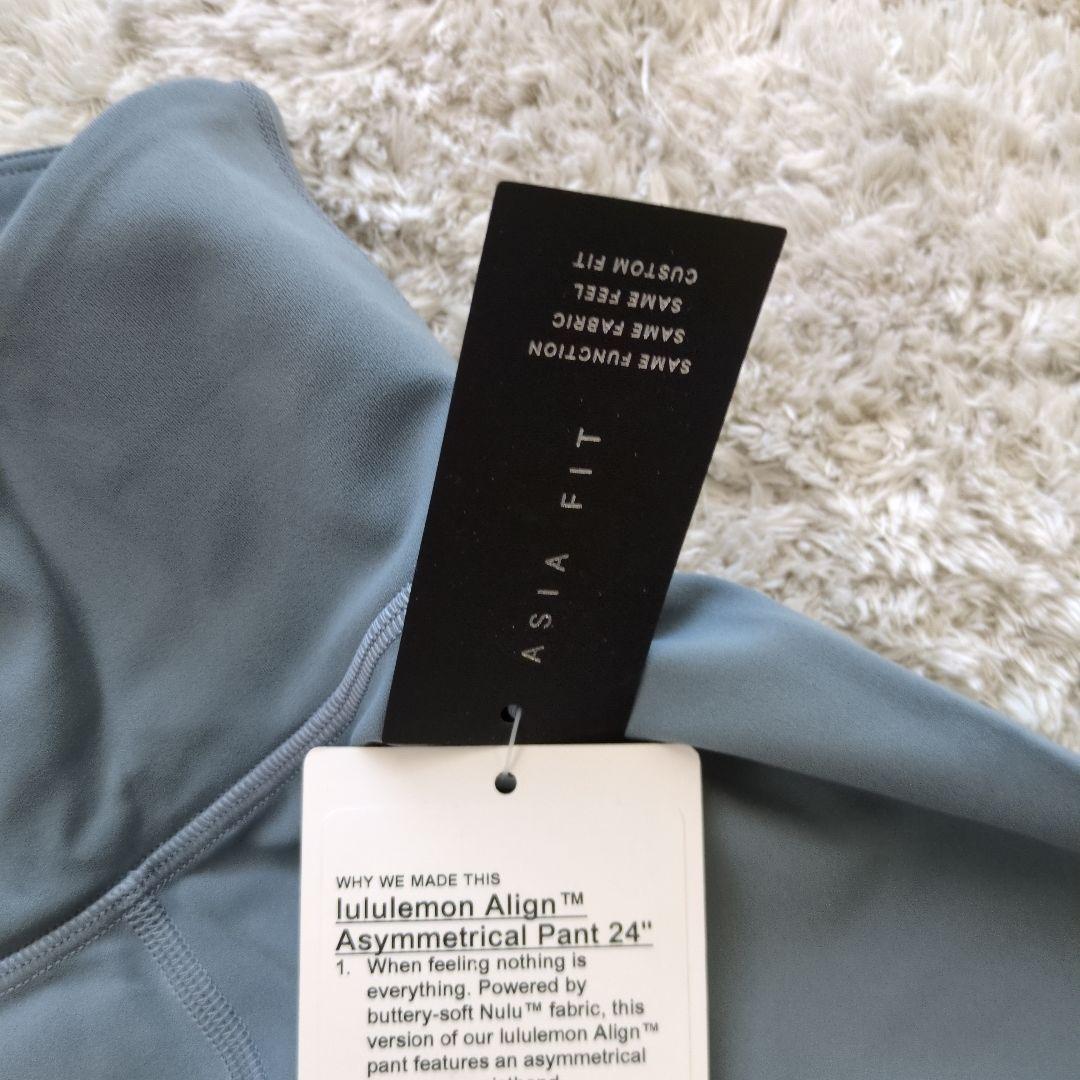 SAME FUNCTION
SAME FABRIC
SAME FEEL
CUSTOM FIT
ASIA FIT
WHY WE MADE THIS
lululemon Align™
Asymmetrical Pant 24"
1. When feeling nothing is
everything. Powered by
buttery-soft Nulu™ fabric, this
version of our lululemon Align™
pant features an asymmetrical